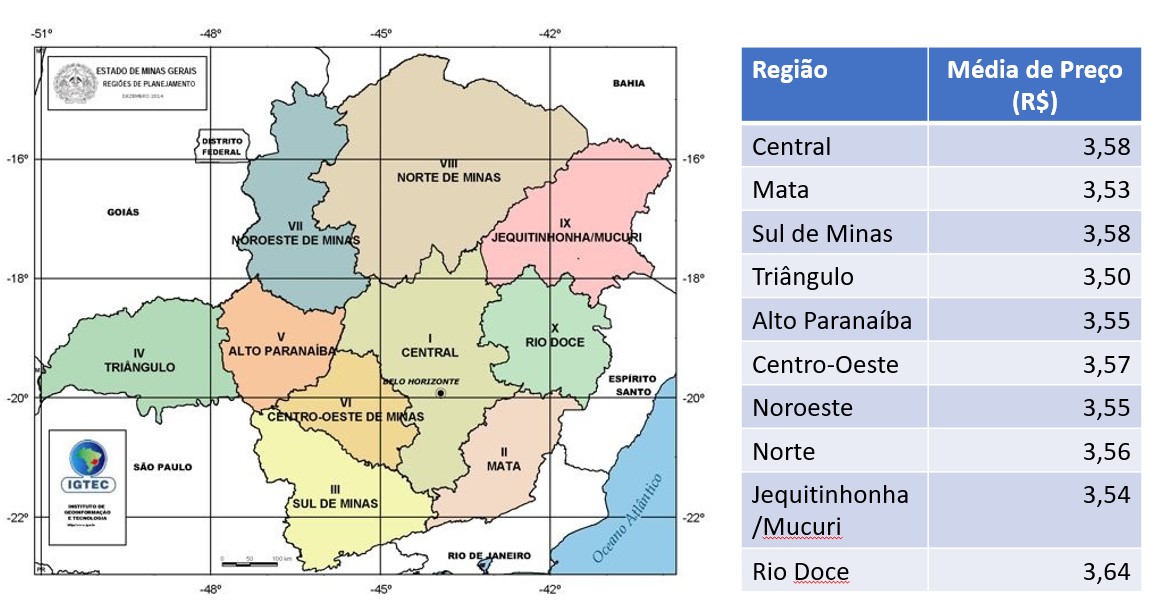 -51°
-48°
-45°
-42°
ESTADO DE MINAS GERAIS
REGIÕES DE PLANEJAMENTO
DEZEMBRO 2014
BAHIA
DISTRITO
FEDERAL
-16°
-16°
VIII
NORTE DE MINAS
GOIÁS
VII
NOROESTE DE MINAS
IX
JEQUITINHONHA/MUCURI
-18°
-18°
V
ALTO PARANAÍBA
I
CENTRAL
X
RIO DOCE
IV
TRIÂNGULO
BELO HORIZONTE
ESPÍRITO
SANTO
-20°
-20°
VI
CENTRO-OESTE DE MINAS
II
MATA
SÃO PAULO
IGTEC
INSTITUTO DE
GEOINFORMAÇÃO
E TECNOLOGIA
III
SUL DE MINAS
-22°
-22°
Oceano Atlântico
RIO DE JANEIRO
0 50 100 km
PR
-48°
-45°
-42°
Região Média de Preço
(R$)
Central 3,58
Mata 3,53
Sul de Minas 3,58
Triângulo 3,50
Alto Paranaíba 3,55
Centro-Oeste 3,57
Noroeste 3,55
Norte 3,56
Jequitinhonha 3,54
/Mucuri
Rio Doce 3,64